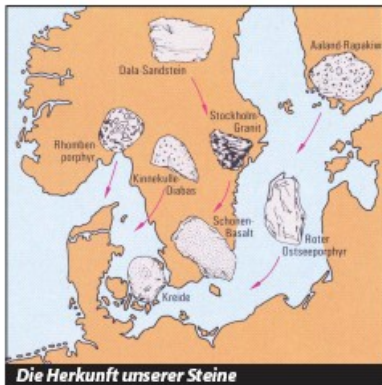 Dala-Sandstein
Aaland-Rapakiwi
Stockholm-
Granit
Rhomben
porphyr
Kinnekulle-
Diabas
Schonen-
Basalt
Roter
Ostseeporphyr
Kreide
Die Herkunft unserer Steine